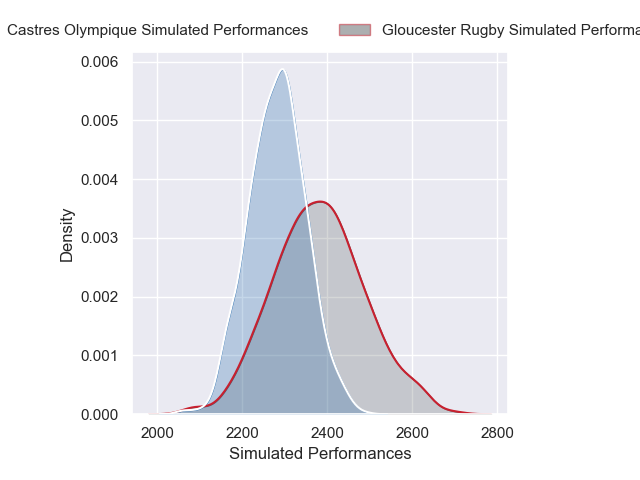 Castres Olympique Simulated Performances Gloucester Rugby Simulated Performa
0.006
0.005
0.004
0.003
0.002
0.001
0.000
Density
2000 2200 2400 2600 2800
Simulated Performances